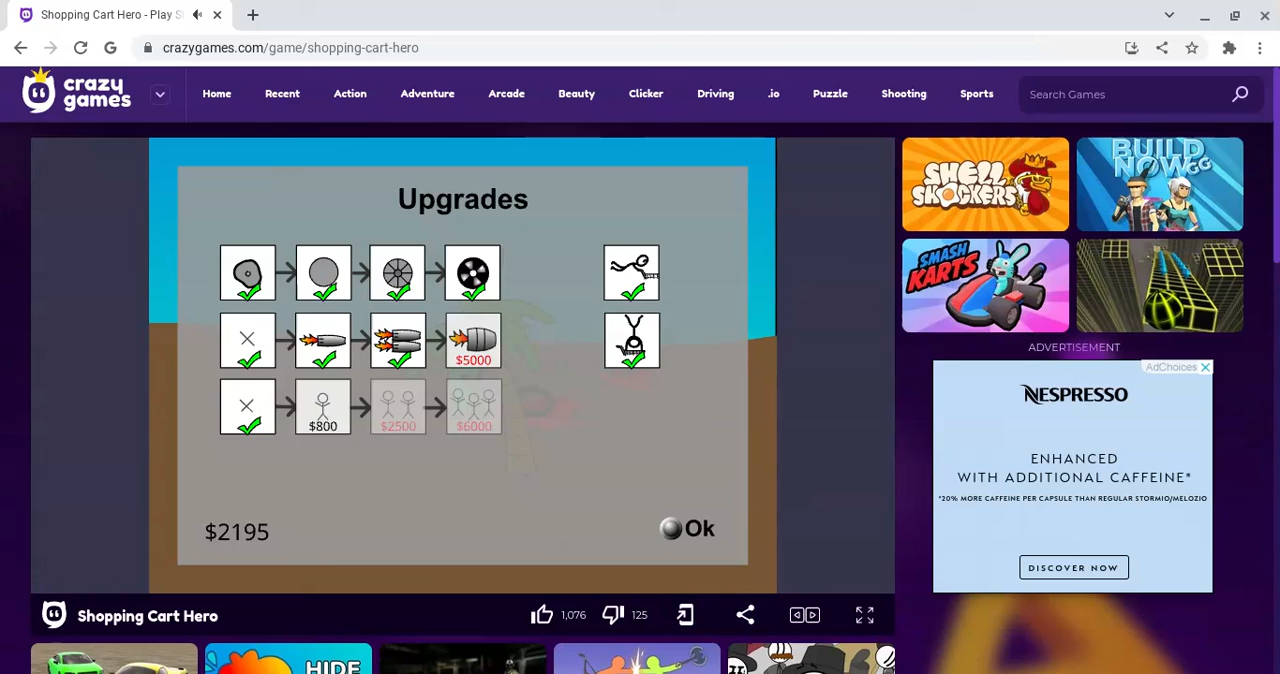 Shopping Cart Hero - Play S
crazygames.com/game/shopping-cart-hero
crazy
games
Home
Recent
Action
Adventure
Arcade
Beauty
Clicker
Driving
.io
Puzzle
Shooting
Sports
Search Games
Upgrades
$5000
$800
$2500
$6000
$2195
Ok
SHELL
SHOCKERS
BUILD
NOW GG
SMASH
KARTS
ADVERTISEMENT
AdChoices
NESPRESSO
ENHANCED
WITH ADDITIONAL CAFFEINE*
*20% MORE CAFFEINE PER CAPSULE THAN REGULAR STORMIO/MELOZIO
DISCOVER NOW
Shopping Cart Hero
1,076
125
HIDE